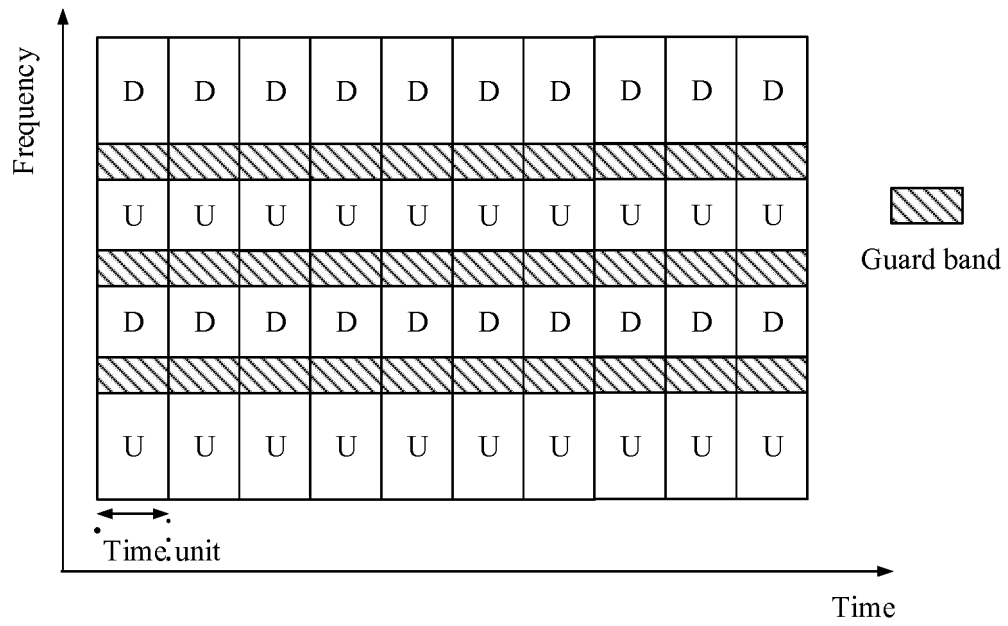 Frequency
D D D D D D D D D D
U U U U U U U U U U
Guard band
D D D D D D D D D D
U U U U U U U U U U
Time unit
Time